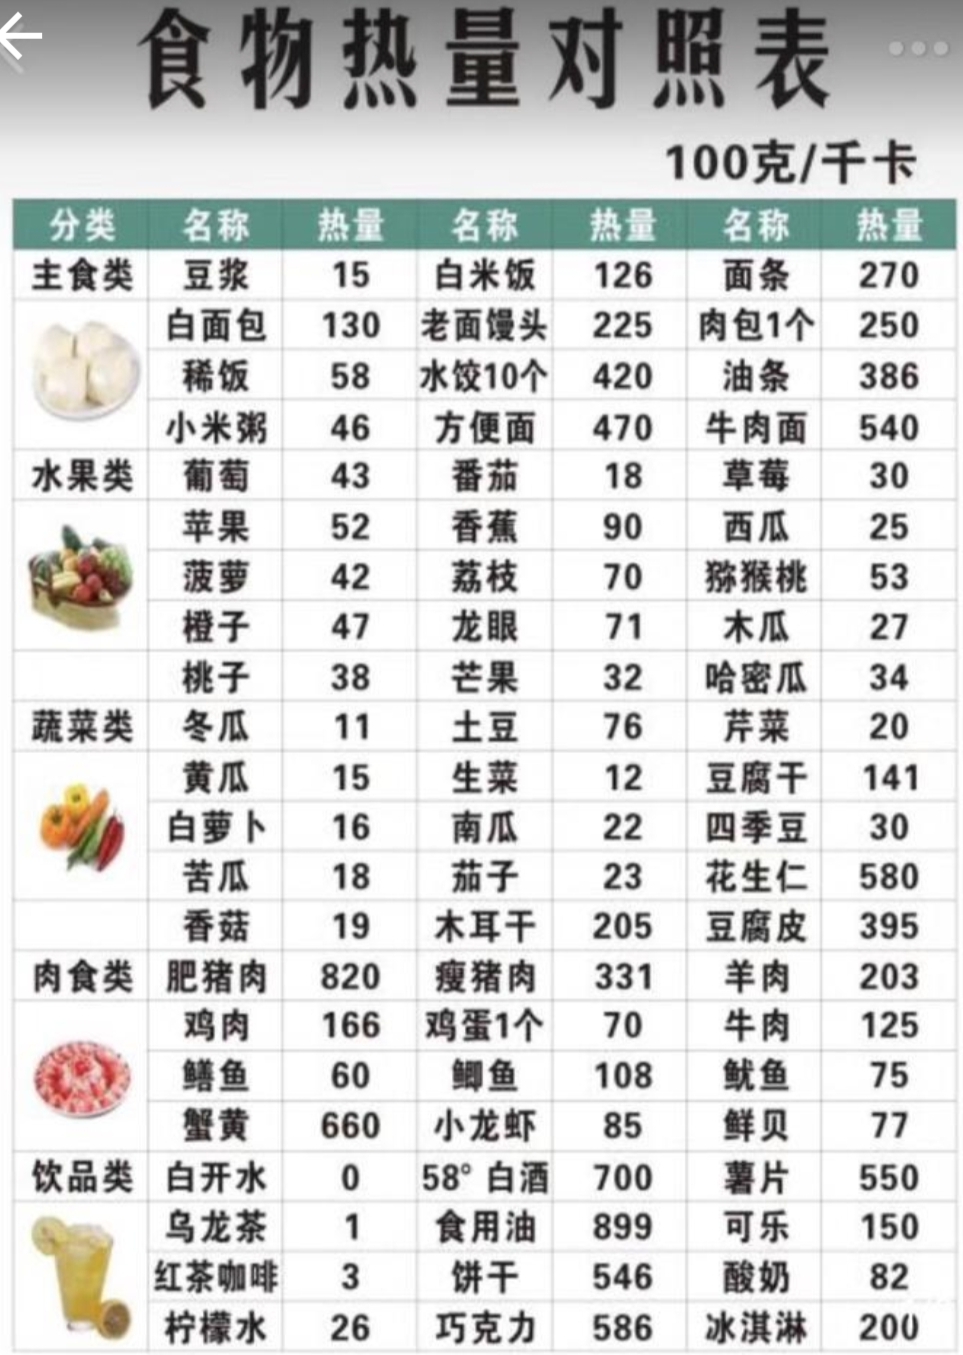 食物热量对照表
100克/千卡
分类 名称 热量 名称 热量 名称 热量
主食类 豆浆 15 白米饭 126 面条 270
白面包 130 老面馒头 225 肉包1个 250
稀饭 58 水饺10个 420 油条 386
小米粥 46 方便面 470 牛肉面 540
水果类 葡萄 43 番茄 18 草莓 30
苹果 52 香蕉 90 西瓜 25
菠萝 42 荔枝 70 猕猴桃 53
橙子 47 龙眼 71 木瓜 27
桃子 38 芒果 32 哈密瓜 34
蔬菜类 冬瓜 11 土豆 76 芹菜 20
黄瓜 15 生菜 12 豆腐干 141
白萝卜 16 南瓜 22 四季豆 30
苦瓜 18 茄子 23 花生仁 580
香菇 19 木耳干 205 豆腐皮 395
肉食类 肥猪肉 820 瘦猪肉 331 羊肉 203
鸡肉 166 鸡蛋1个 70 牛肉 125
鳝鱼 60 鲫鱼 108 鱿鱼 75
蟹黄 660 小龙虾 85 鲜贝 77
饮品类 白开水 0 58° 白酒 700 薯片 550
乌龙茶 1 食用油 899 可乐 150
红茶咖啡 3 饼干 546 酸奶 82
柠檬水 26 巧克力 586 冰淇淋 200